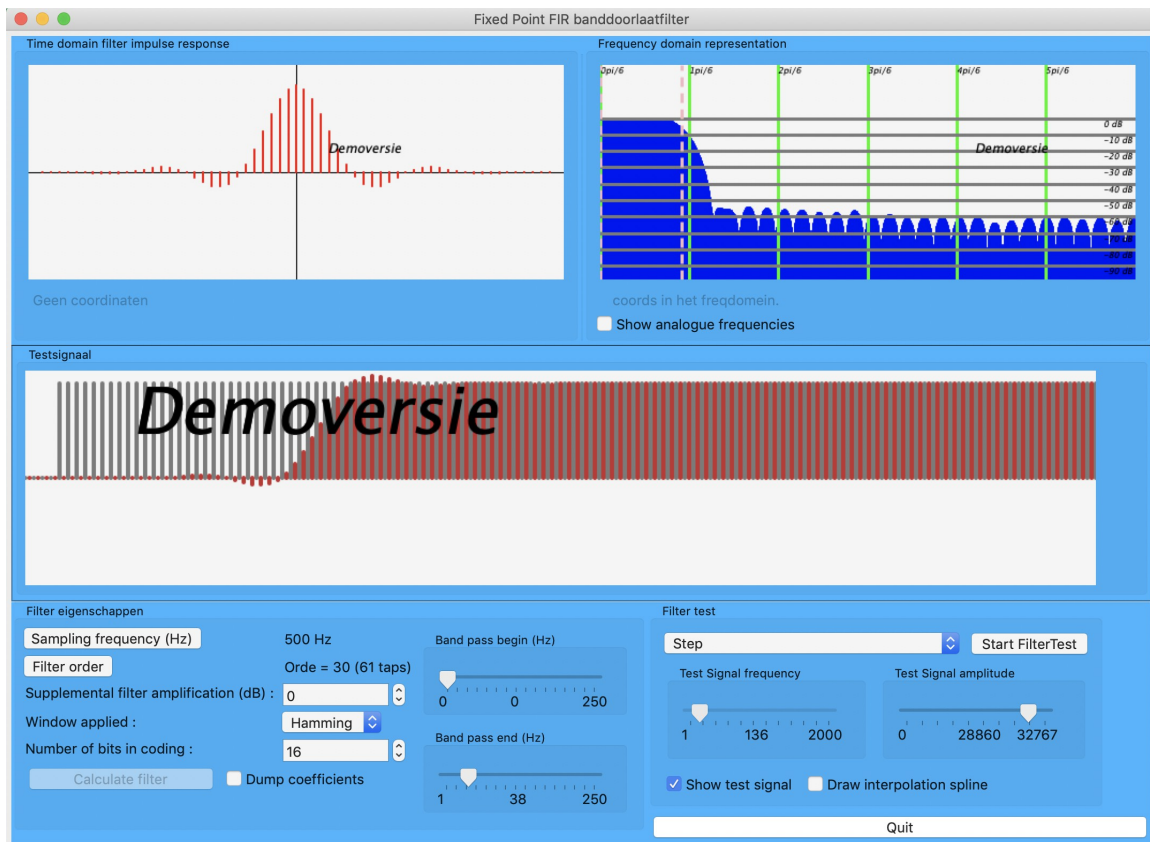 Fixed Point FIR banddoorlaatfilter
Time domain filter impulse response
Demoversie
Geen coordinaten
Frequency domain representation
0pi/6 1pi/6 2pi/6 3pi/6 4pi/6 5pi/6
0 dB
-10 dB
Demoversie
-20 dB
-30 dB
-40 dB
-50 dB
-60 dB
-70 dB
-80 dB
-90 dB
coords in het freqdomein.
Show analogue frequencies
Testsignaal
Demoversie
Filter eigenschappen
Sampling frequency (Hz) 500 Hz
Filter order Orde = 30 (61 taps)
Supplemental filter amplification (dB) : 0
Window applied : Hamming
Number of bits in coding : 16
Calculate filter Dump coefficients
Band pass begin (Hz)
0 0 250
Band pass end (Hz)
1 38 250
Filter test
Step Start FilterTest
Test Signal frequency
1 136 2000
Test Signal amplitude
0 28860 32767
Show test signal Draw interpolation spline
Quit